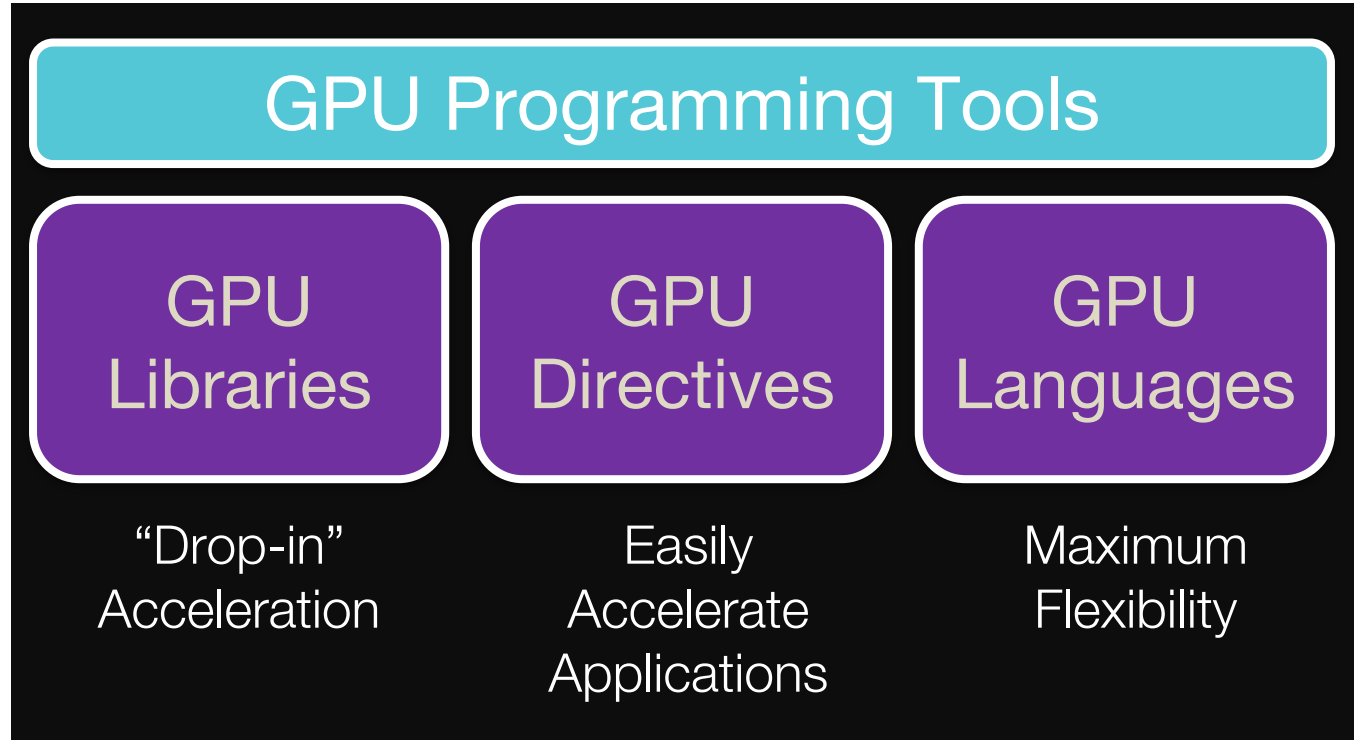 GPU Programming Tools
GPU
Libraries
GPU
Directives
GPU
Languages
“Drop-in”
Acceleration
Easily
Accelerate
Applications
Maximum
Flexibility